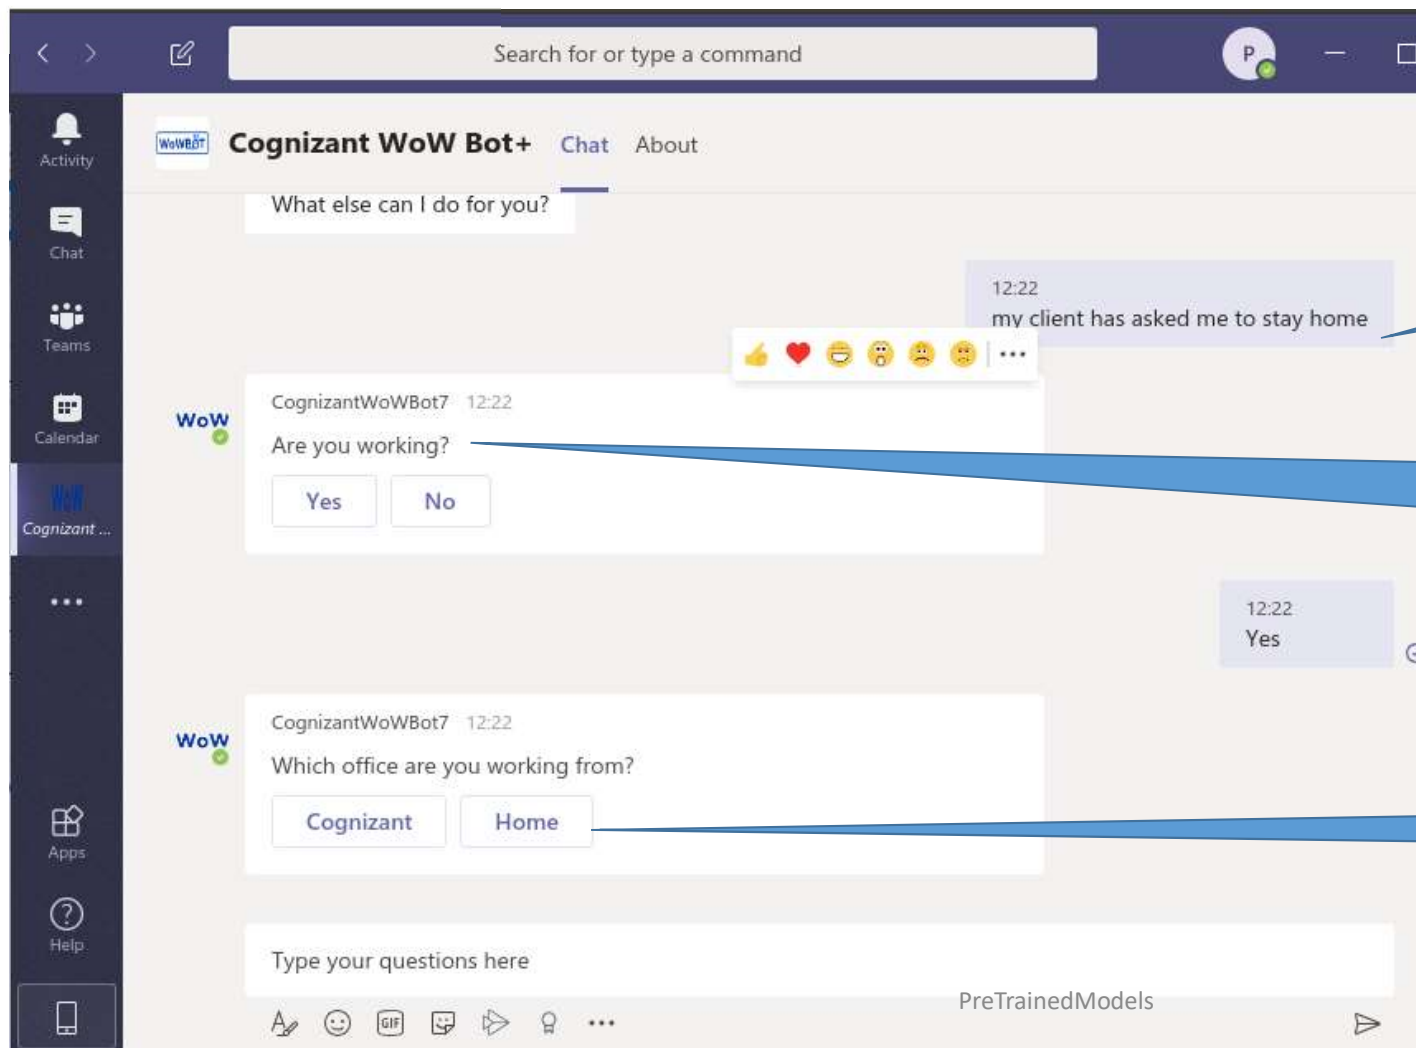 Search for or type a command
P
Activity
WoWBOT
Cognizant WoW Bot+
Chat
About
What else can I do for you?
Chat
12:22
my client has asked me to stay home
Teams
CognizantWoWBot7 12:22
WoW
Are you working?
Calendar
Yes
No
WoW
Cognizant ...
12:22
Yes
CognizantWoWBot7 12:22
WoW
Which office are you working from?
Cognizant
Home
Apps
Help
Type your questions here
PreTrainedModels
GIF